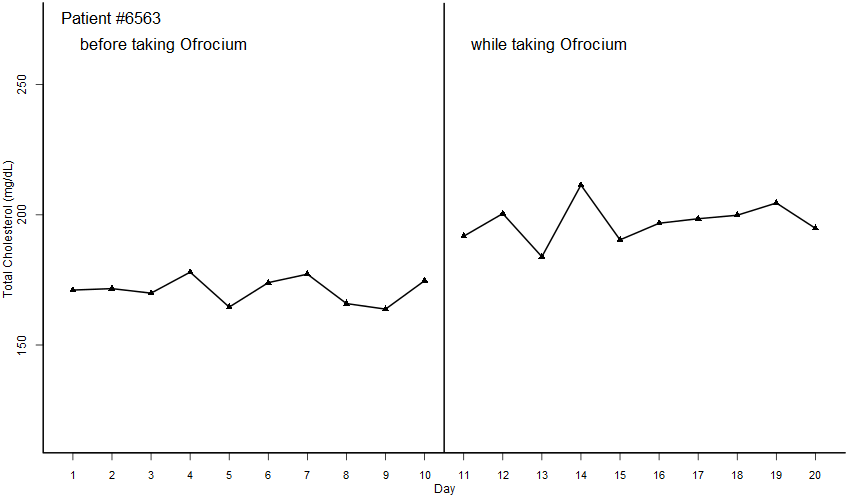 Patient #6563
before taking Ofrocium
while taking Ofrocium
Total Cholesterol (mg/dL)
250
200
150
1 2 3 4 5 6 7 8 9 10 11 12 13 14 15 16 17 18 19 20
Day